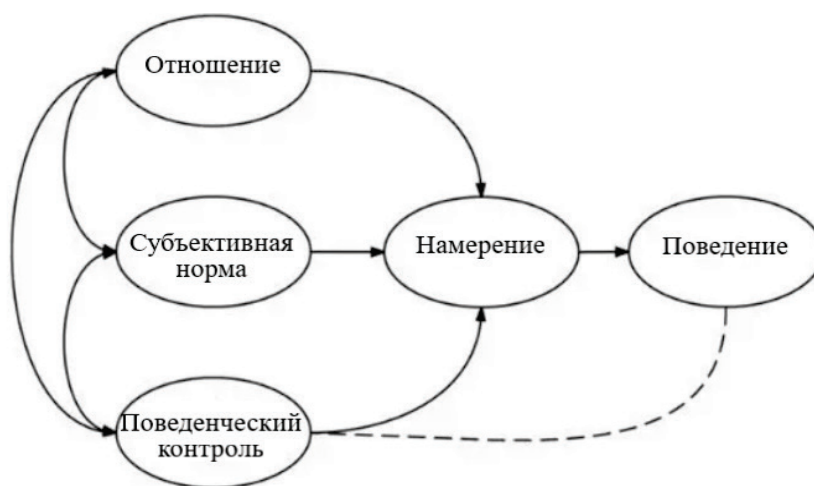 Отношение
Субъективная
норма
Намерение
Поведение
Поведенческий
контроль